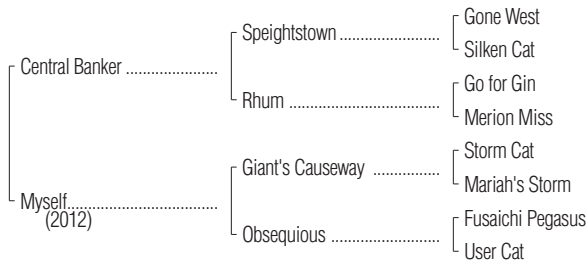 Gone West
Speightstown
Silken Cat
Central Banker
Go for Gin
Rhum
Merion Miss
Storm Cat
Giant's Causeway
Mariah's Storm
Myself
(2012)
Fusaichi Pegasus
Obsequious
User Cat